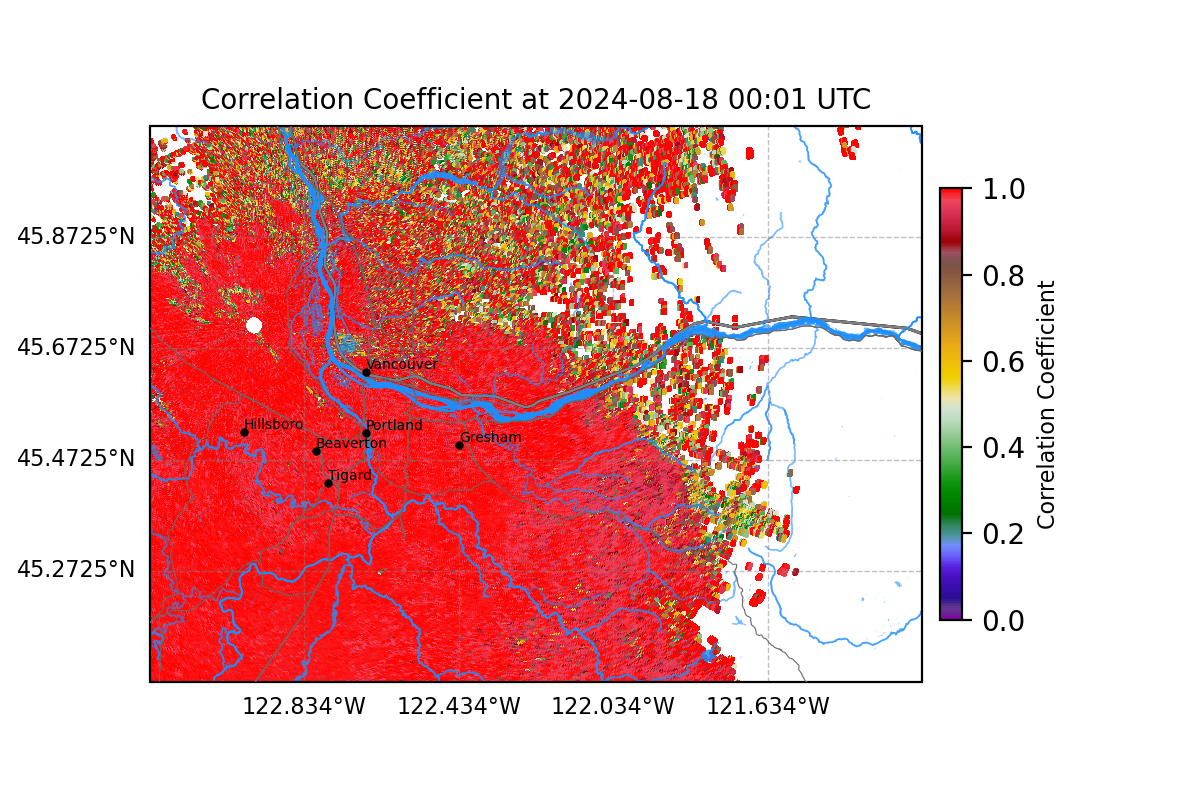 Correlation Coefficient at 2024-08-18 00:01 UTC
45.8725°N
45.6725°N
45.4725°N
45.2725°N
Vancouver
Hillsboro
Portland
Beaverton
Gresham
Tigard
122.834°W
122.434°W
122.034°W
121.634°W
1.0
0.8
0.6
0.4
0.2
0.0
Correlation Coefficient